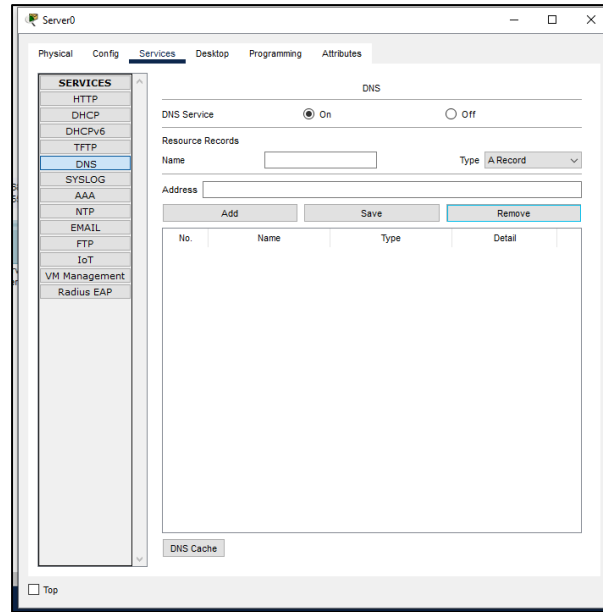 Server0
Physical Config Services Desktop Programming Attributes
SERVICES
HTTP
DHCP
DHCPv6
TFTP
DNS
SYSLOG
AAA
NTP
EMAIL
FTP
IoT
VM Management
Radius EAP
DNS
DNS Service On Off
Resource Records
Name Type A Record
Address
Add Save Remove
No. Name Type Detail
DNS Cache
Top